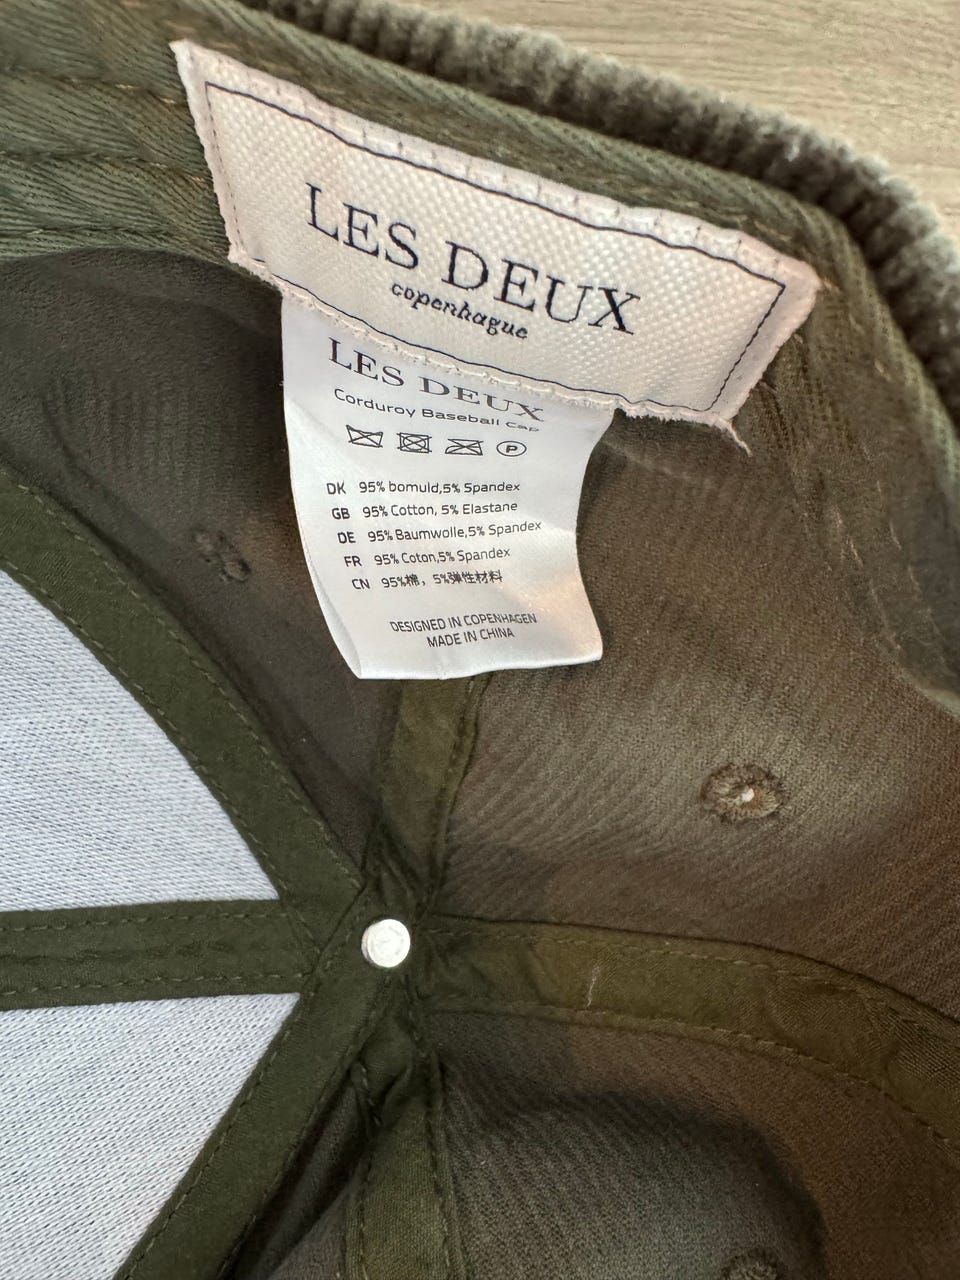 LES DEUX
copenhague
LES DEUX
Corduroy Baseball Cap
P
DK 95% bomuld,5% Spandex
GB 95% Cotton, 5% Elastane
DE 95% Baumwolle,5% Spandex
FR 95% Coton,5% Spandex
CN 95%棉，5%弹性材料
DESIGNED IN COPENHAGEN
MADE IN CHINA